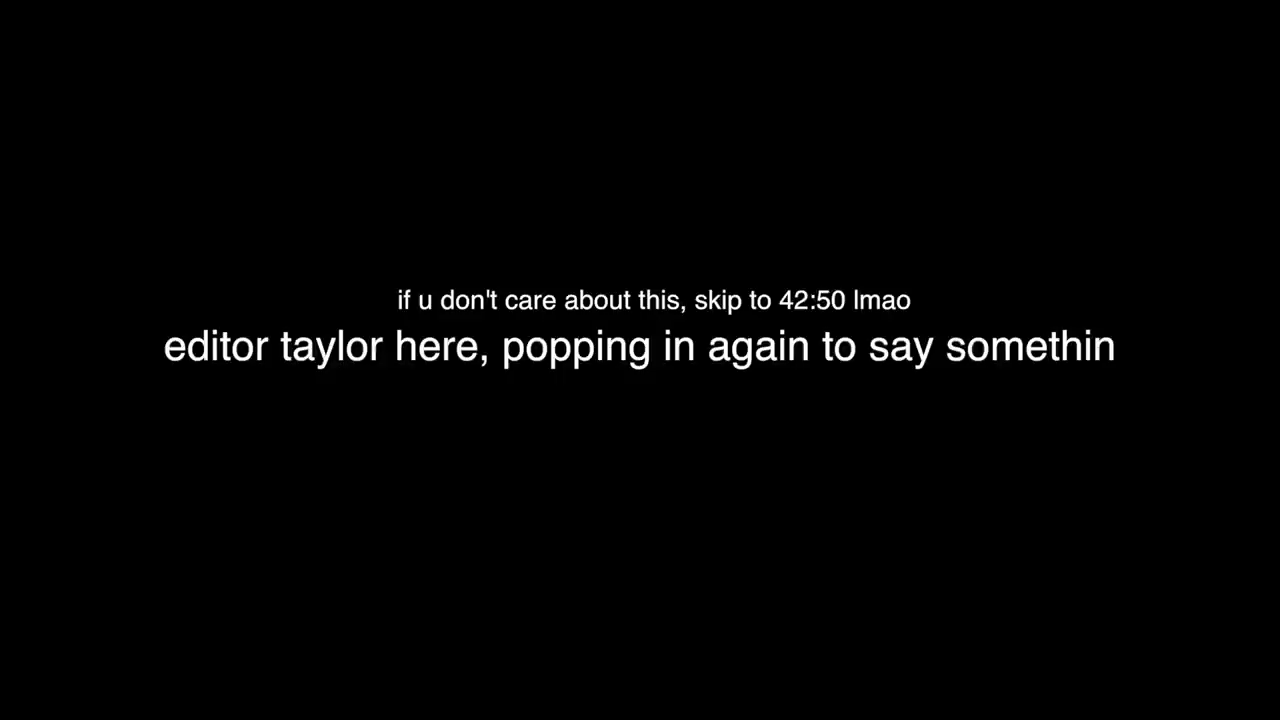 if u don't care about this, skip to 42:50 lmao
editor taylor here, popping in again to say somethin